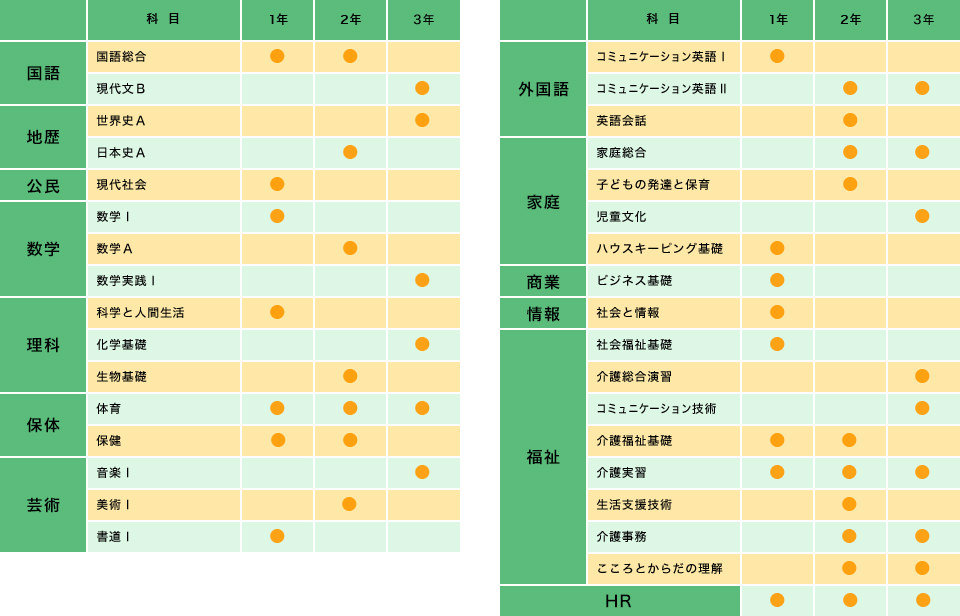 科 目 1年 2年 3年
国語 国語総合 ● ●
現代文B ●
地歴 世界史A ●
日本史A ●
公民 現代社会 ●
数学 数学Ⅰ ●
数学A ●
数学実践Ⅰ ●
理科 科学と人間生活 ●
化学基礎 ●
生物基礎 ●
保体 体育 ● ● ●
保健 ● ●
芸術 音楽Ⅰ ●
美術Ⅰ ●
書道Ⅰ ●
科 目 1年 2年 3年
外国語 コミュニケーション英語Ⅰ ●
コミュニケーション英語Ⅱ ● ●
英語会話 ●
家庭 家庭総合 ● ●
子どもの発達と保育 ●
児童文化 ●
ハウスキーピング基礎 ●
商業 ビジネス基礎 ●
情報 社会と情報 ●
福祉 社会福祉基礎 ●
介護総合演習 ●
コミュニケーション技術 ●
介護福祉基礎 ● ●
介護実習 ● ● ●
生活支援技術 ●
介護事務 ● ●
こころとからだの理解 ● ●
HR ● ● ●